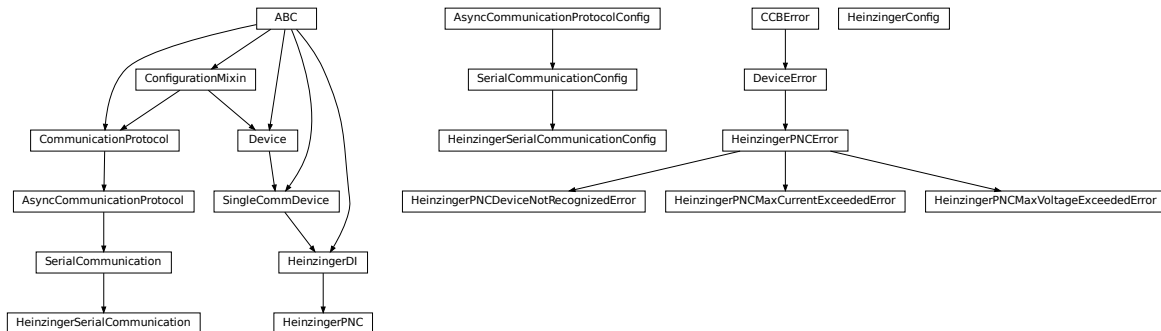 ABC
AsyncCommunicationProtocolConfig
CCBError
HeinzingerConfig
ConfigurationMixin
SerialCommunicationConfig
DeviceError
CommunicationProtocol
Device
HeinzingerSerialCommunicationConfig
HeinzingerPNCError
AsyncCommunicationProtocol
SingleCommDevice
HeinzingerPNCDeviceNotRecognizedError
HeinzingerPNCMaxCurrentExceededError
HeinzingerPNCMaxVoltageExceededError
SerialCommunication
HeinzingerDI
HeinzingerSerialCommunication
HeinzingerPNC